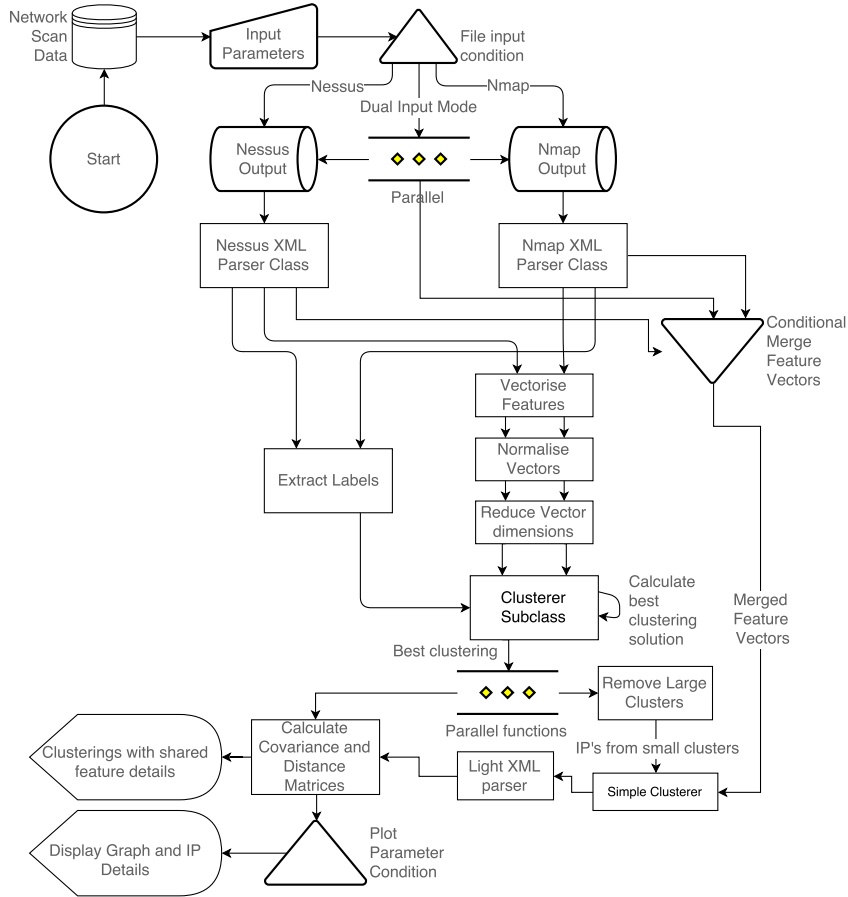 Network
Scan
Data
Input
Parameters
File input
condition
Nessus
Nmap
Dual Input Mode
Start
Nessus
Output
Nmap
Output
Parallel
Nessus XML
Parser Class
Nmap XML
Parser Class
Conditional
Merge
Feature
Vectors
Vectorise
Features
Normalise
Vectors
Extract Labels
Reduce Vector
dimensions
Clusterer
Subclass
Calculate
best
clustering
solution
Merged
Feature
Vectors
Best clustering
Remove Large
Clusters
Parallel functions
IP's from small clusters
Clusterings with shared
feature details
Calculate
Covariance and
Distance
Matrices
Light XML
parser
Simple Clusterer
Display Graph and IP
Details
Plot
Parameter
Condition